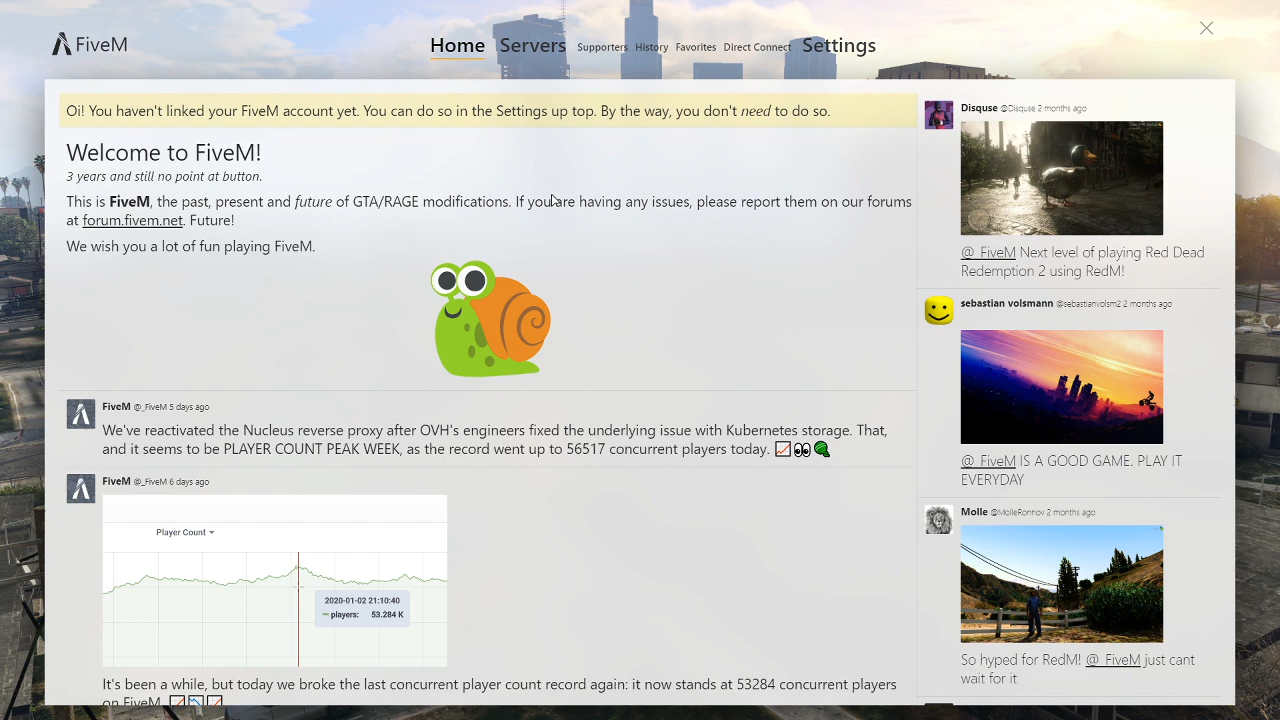 FiveM
Home Servers Supporters History Favorites Direct Connect Settings
Oi! You haven't linked your FiveM account yet. You can do so in the Settings up top. By the way, you don't need to do so.
Welcome to FiveM!
3 years and still no point at button.
This is FiveM, the past, present and future of GTA/RAGE modifications. If you are having any issues, please report them on our forums
at forum.fivem.net. Future!
We wish you a lot of fun playing FiveM.
FiveM @_FiveM 5 days ago
We've reactivated the Nucleus reverse proxy after OVH's engineers fixed the underlying issue with Kubernetes storage. That,
and it seems to be PLAYER COUNT PEAK WEEK, as the record went up to 56517 concurrent players today.
FiveM @_FiveM 6 days ago
Player Count
2020-01-02 21:10:40
players: 53.284 K
It's been a while, but today we broke the last concurrent player count record again: it now stands at 53284 concurrent players
on FiveM.
Disquse @Disquse 2 months ago
@_FiveM Next level of playing Red Dead
Redemption 2 using RedM!
sebastian volsmann @sebastianvolsm2 2 months ago
@_FiveM IS A GOOD GAME. PLAY IT
EVERYDAY
Molle @MolleRonnov 2 months ago
So hyped for RedM! @_FiveM just cant
wait for it